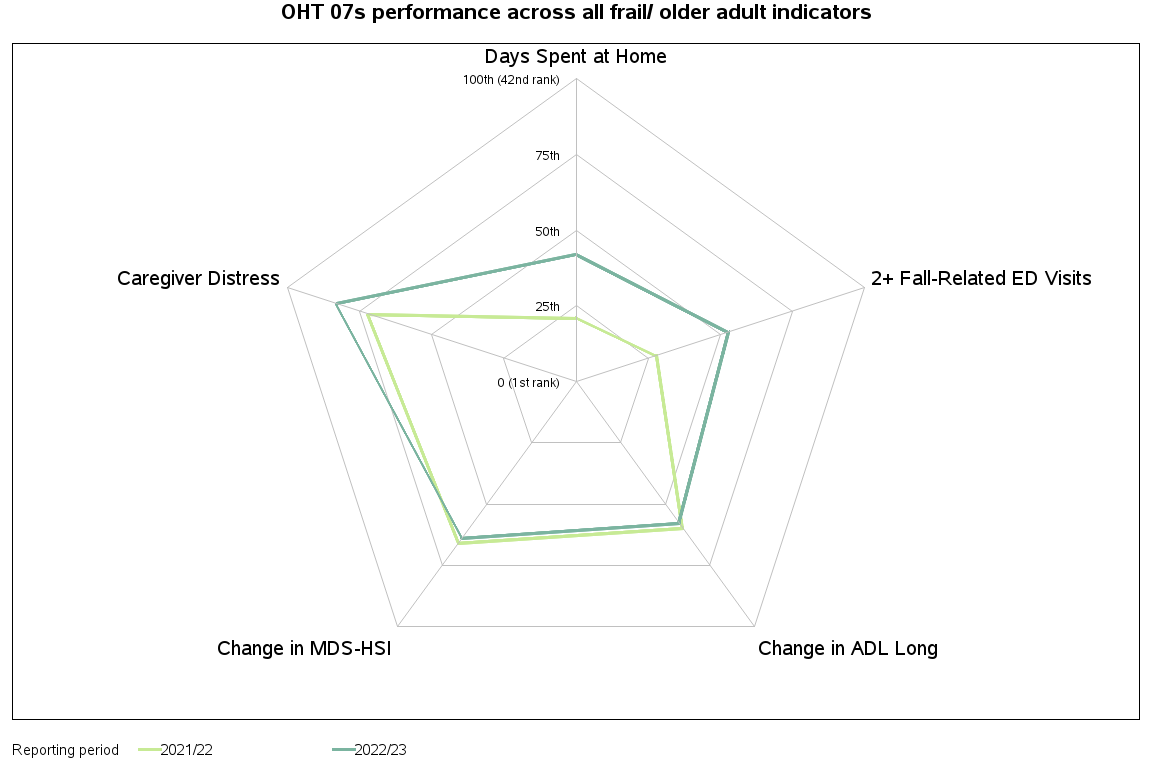 OHT 07s performance across all frail/ older adult indicators
Days Spent at Home
100th (42nd rank)
75th
50th
25th
0 (1st rank)
Caregiver Distress
2+ Fall-Related ED Visits
Change in MDS-HSI
Change in ADL Long
Reporting period 2021/22 2022/23